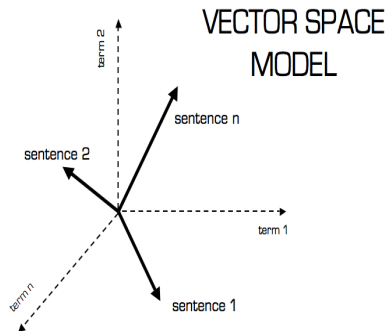 VECTOR SPACE
MODEL
term 2
sentence n
sentence 2
term 1
term n
sentence 1